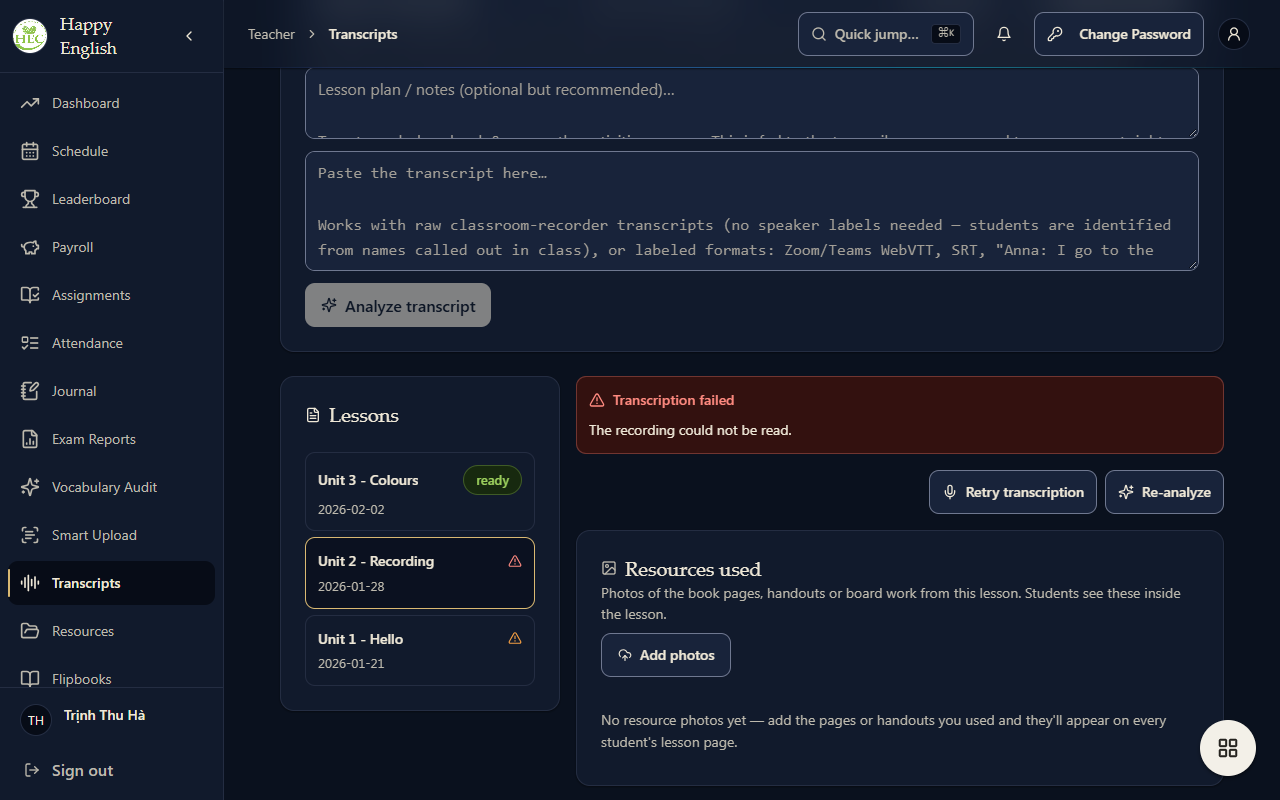 Happy
English
HEC
Dashboard
Schedule
Leaderboard
Payroll
Assignments
Attendance
Journal
Exam Reports
Vocabulary Audit
Smart Upload
Transcripts
Resources
Flipbooks
TH
Trịnh Thu Hà
Sign out
Teacher
Transcripts
Quick jump...
⌘K
Change Password
Lesson plan / notes (optional but recommended)...
Paste the transcript here…
Works with raw classroom-recorder transcripts (no speaker labels needed — students are identified
from names called out in class), or labeled formats: Zoom/Teams WebVTT, SRT, "Anna: I go to the
Analyze transcript
Lessons
Unit 3 - Colours
ready
2026-02-02
Unit 2 - Recording
2026-01-28
Unit 1 - Hello
2026-01-21
Transcription failed
The recording could not be read.
Retry transcription
Re-analyze
Resources used
Photos of the book pages, handouts or board work from this lesson. Students see these inside
the lesson.
Add photos
No resource photos yet — add the pages or handouts you used and they'll appear on every
student's lesson page.